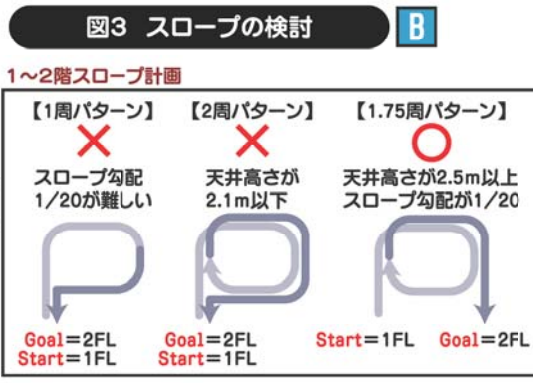 図3 スロープの検討
B
1～2階スロープ計画
【1周パターン】
スロープ勾配
1/20が難しい
Goal=2FL
Start=1FL
【2周パターン】
天井高さが
2.1m以下
Goal=2FL
Start=1FL
【1.75周パターン】
天井高さが2.5m以上
スロープ勾配が1/20
Start=1FL
Goal=2FL